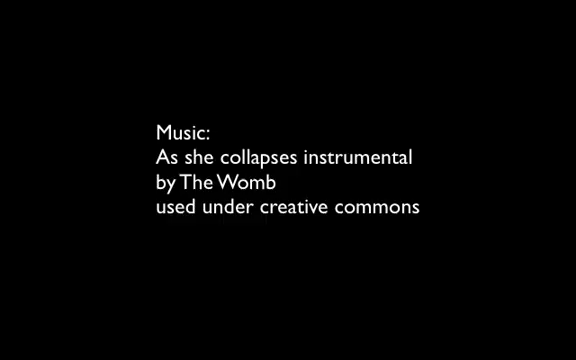 Music:
As she collapses instrumental
by The Womb
used under creative commons